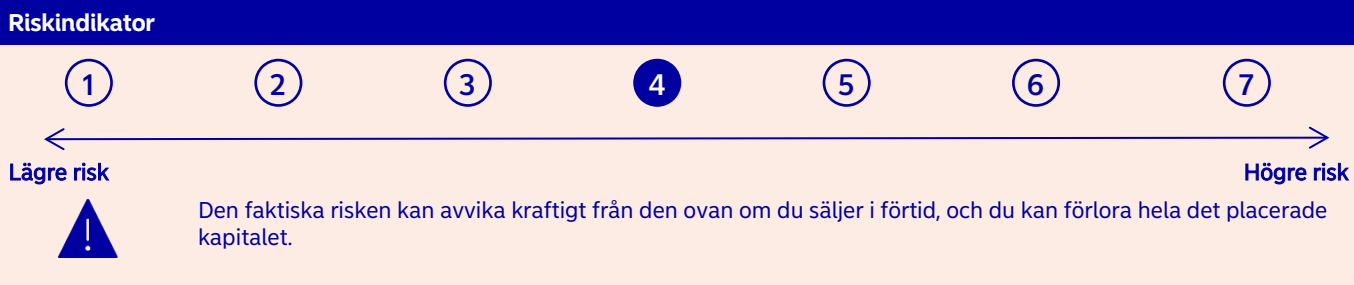 Riskindikator
1 2 3 4 5 6 7
Lägre risk Högre risk
Den faktiska risken kan avvika kraftigt från den ovan om du säljer i förtid, och du kan förlora hela det placerade
kapitalet.